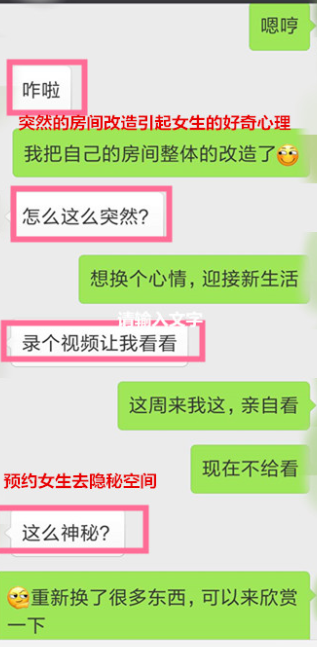 嗯哼
咋啦
突然的房间改造引起女生的好奇心理
我把自己的房间整体的改造了
怎么这么突然?
想换个心情，迎接新生活
请输入文字
录个视频让我看看
这周来我这，亲自看
现在不给看
预约女生去隐秘空间
这么神秘?
重新换了很多东西，可以来欣赏
一下